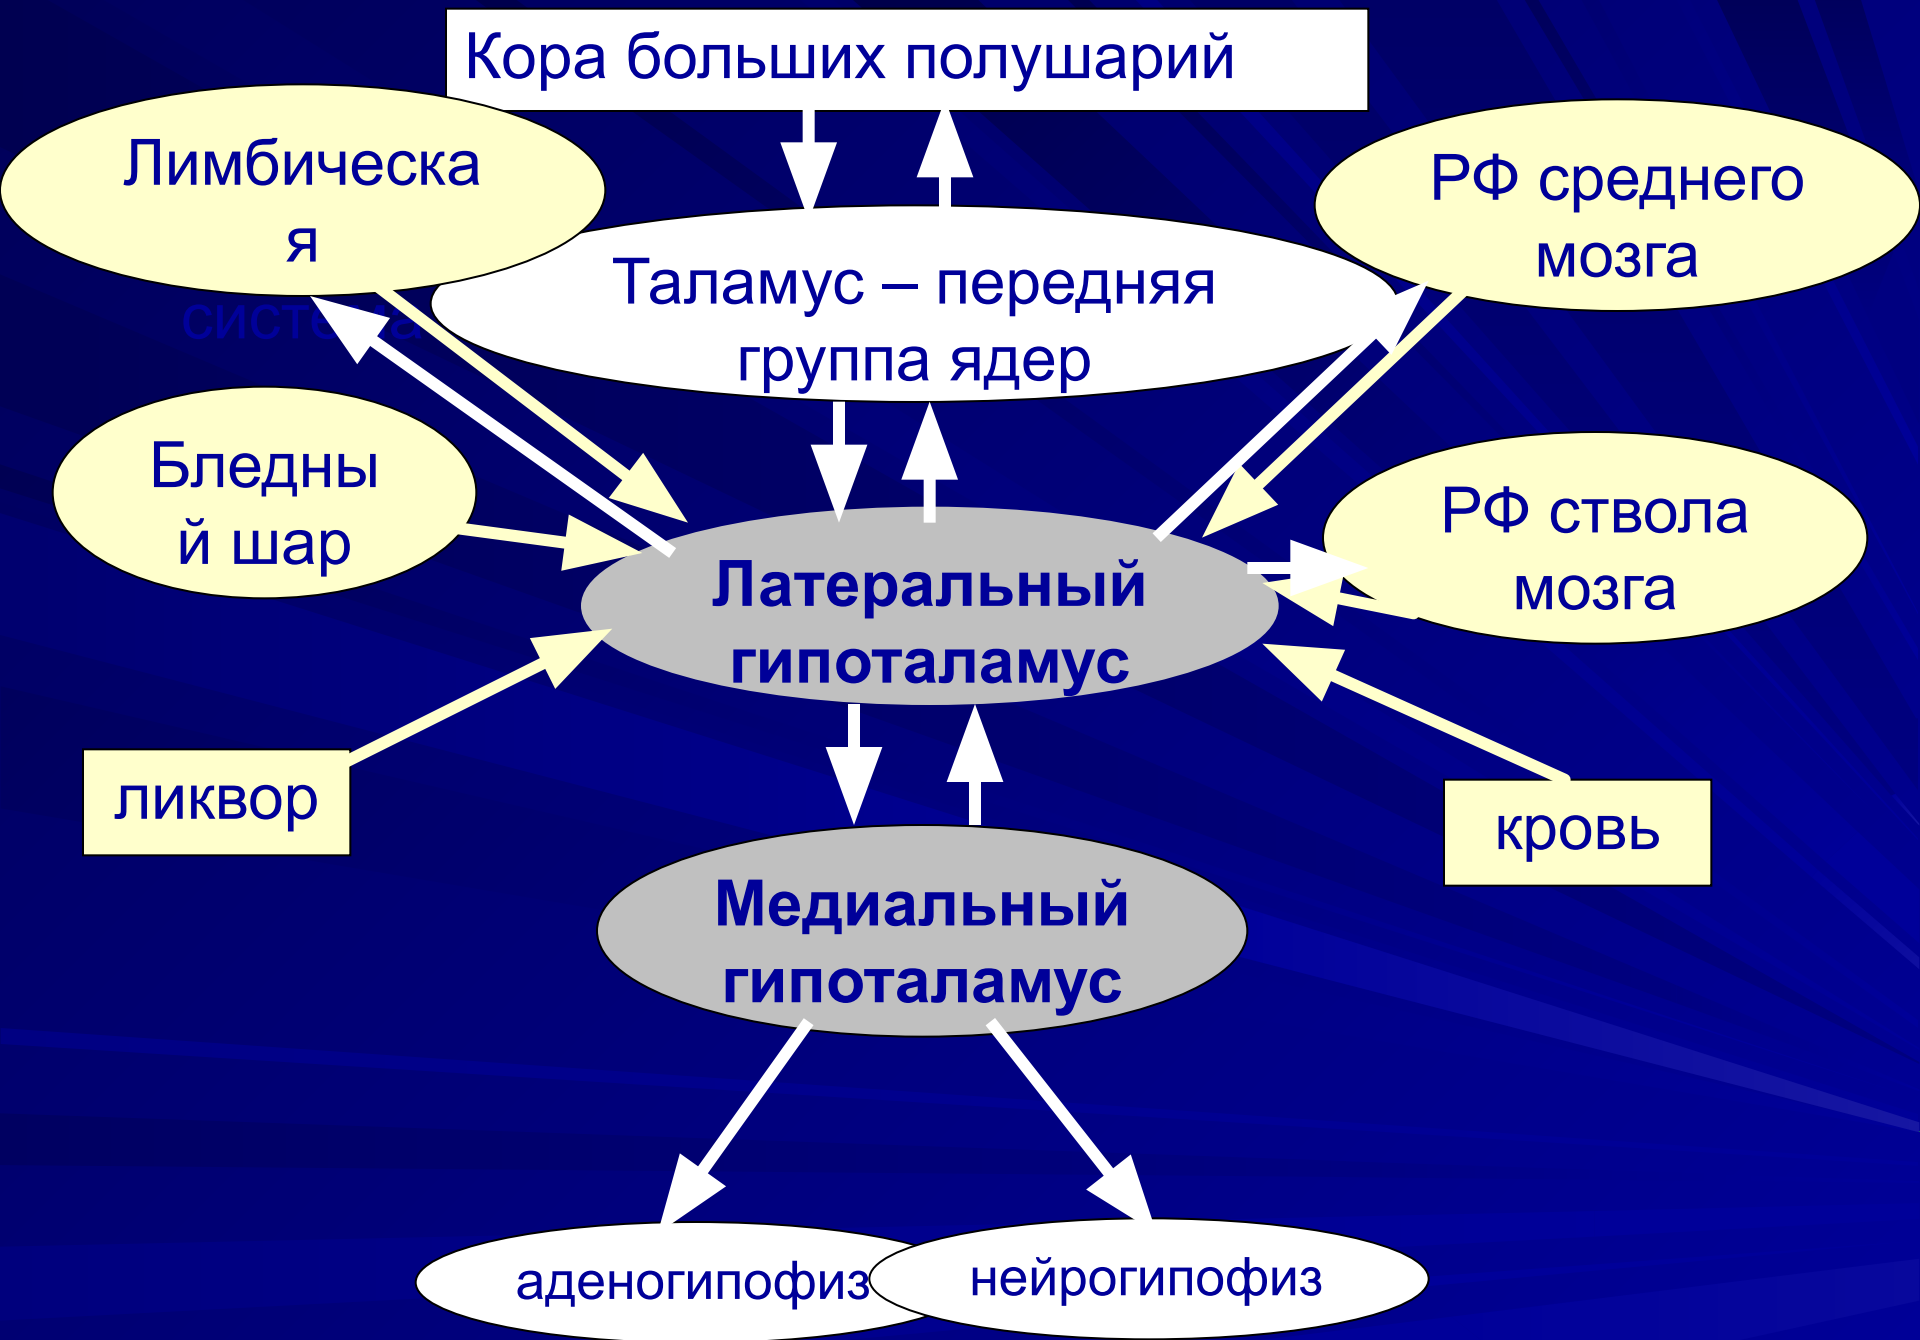 Кора больших полушарий
Лимбическа
я
система
РФ среднего
мозга
Таламус – передняя
группа ядер
Бледны
й шар
РФ ствола
мозга
Латеральный
гипоталамус
ликвор
кровь
Медиальный
гипоталамус
аденогипофиз
нейрогипофиз